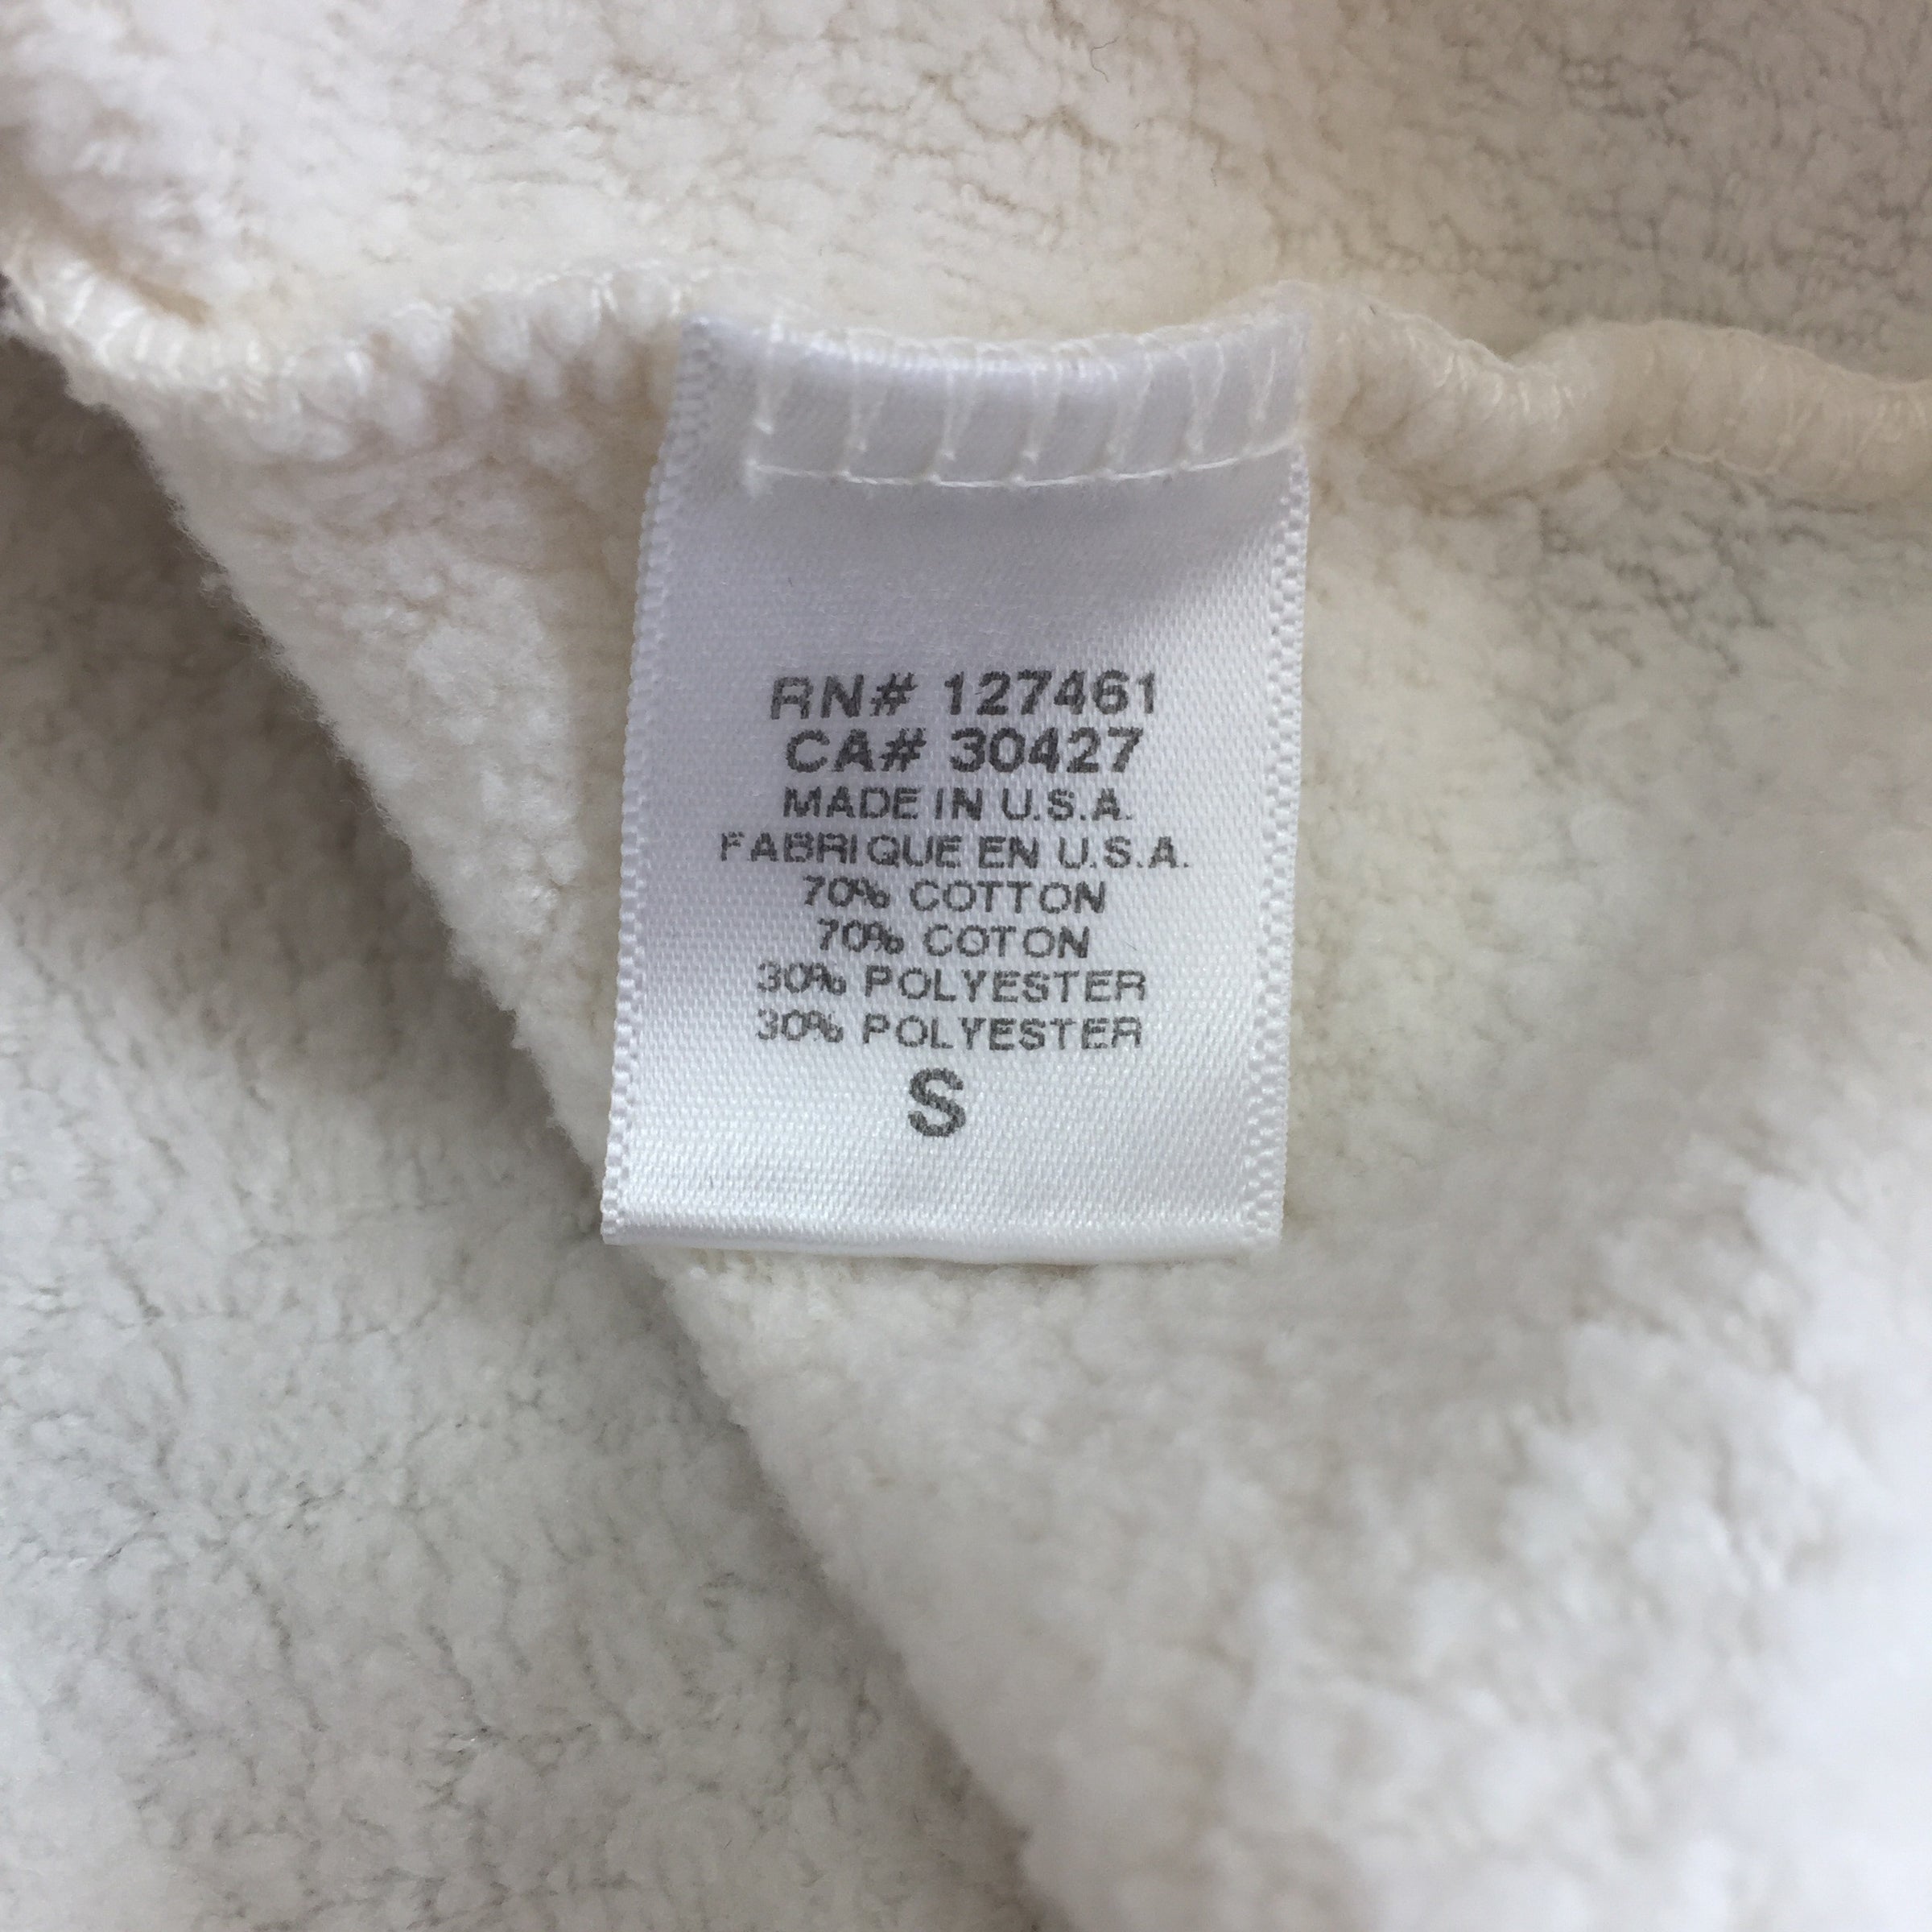 RN# 127461
CA# 30427
MADE IN U.S.A.
FABRIQUE EN U.S.A.
70% COTTON
70% COTON
30% POLYESTER
30% POLYESTER
S